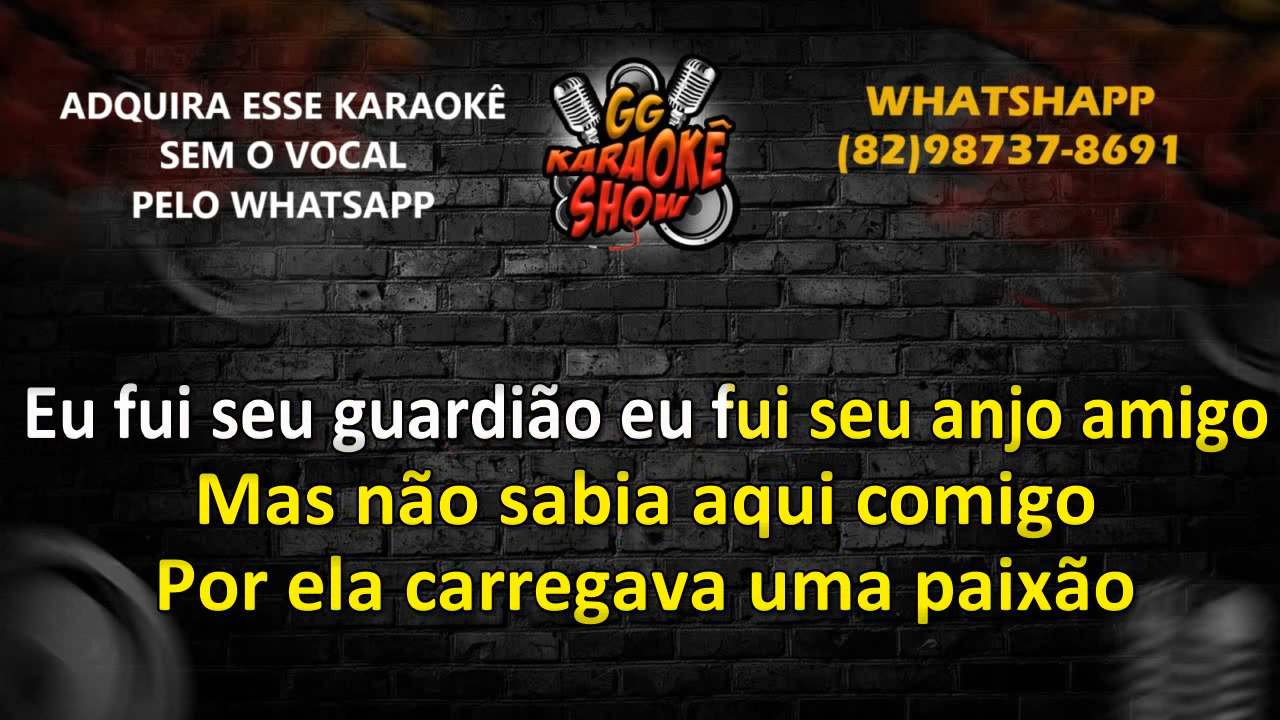 ADQUIRA ESSE KARAOKÊ
SEM O VOCAL
PELO WHATSAPP
GG
KARAOKÊ
SHOW
WHATSHAPP
(82)98737-8691
Eu fui seu guardião eu fui seu anjo amigo
Mas não sabia aqui comigo
Por ela carregava uma paixão